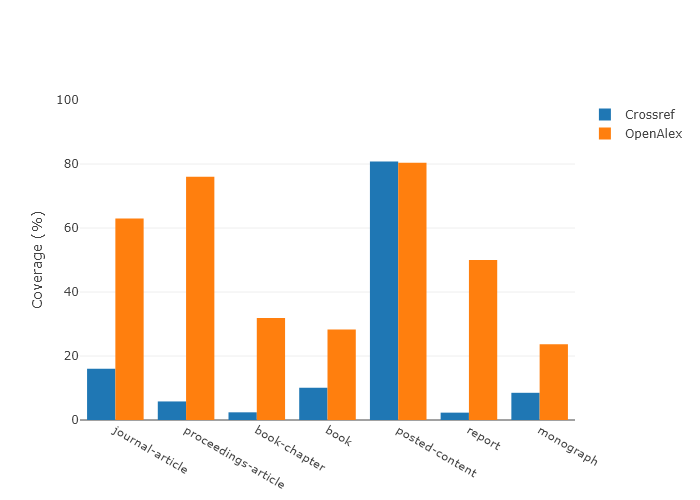 100
80
60
40
20
0
Coverage (%)
journal-article
proceedings-article
book-chapter
book
posted-content
report
monograph
Crossref
OpenAlex